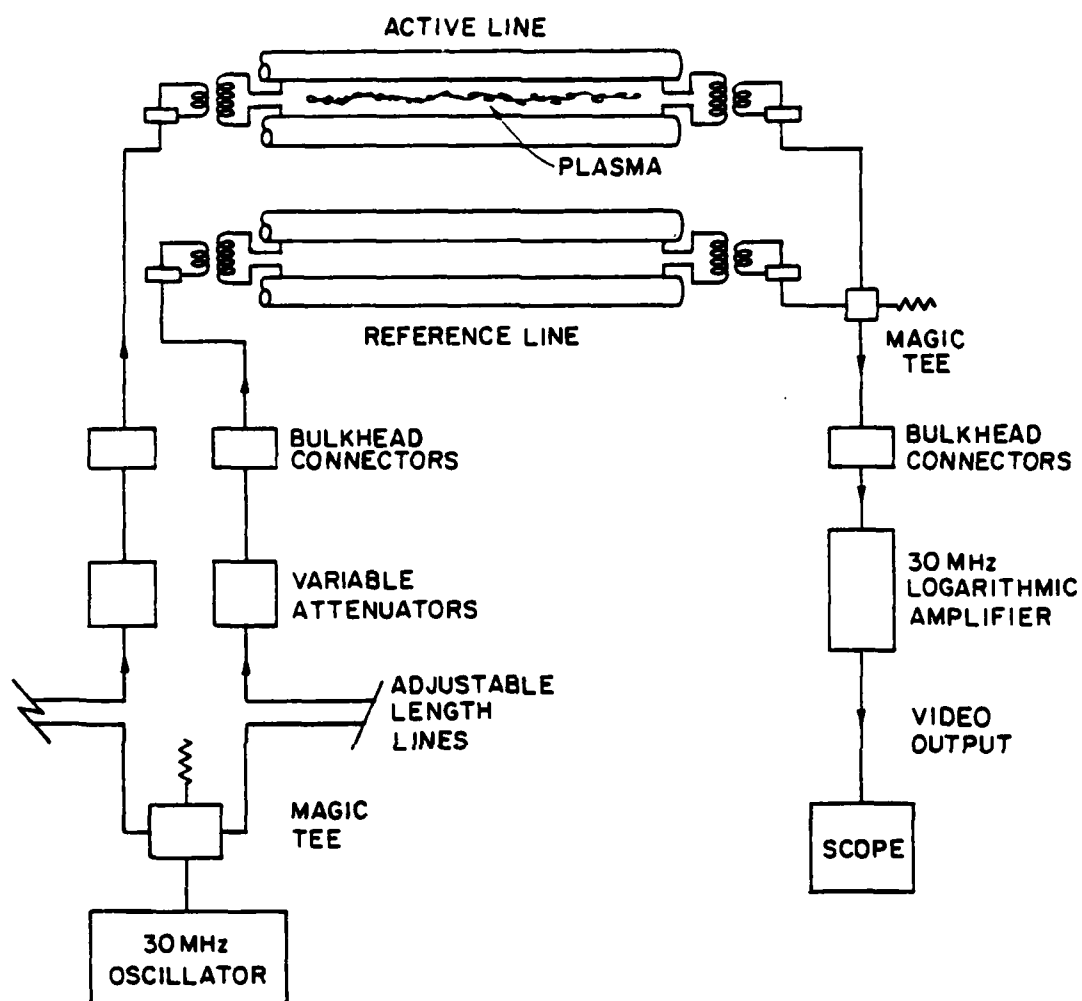 ACTIVE LINE
PLASMA
REFERENCE LINE
MAGIC
TEE
BULKHEAD
CONNECTORS
BULKHEAD
CONNECTORS
VARIABLE
ATTENUATORS
30 MHz
LOGARITHMIC
AMPLIFIER
ADJUSTABLE
LENGTH
LINES
VIDEO
OUTPUT
MAGIC
TEE
SCOPE
30 MHz
OSCILLATOR